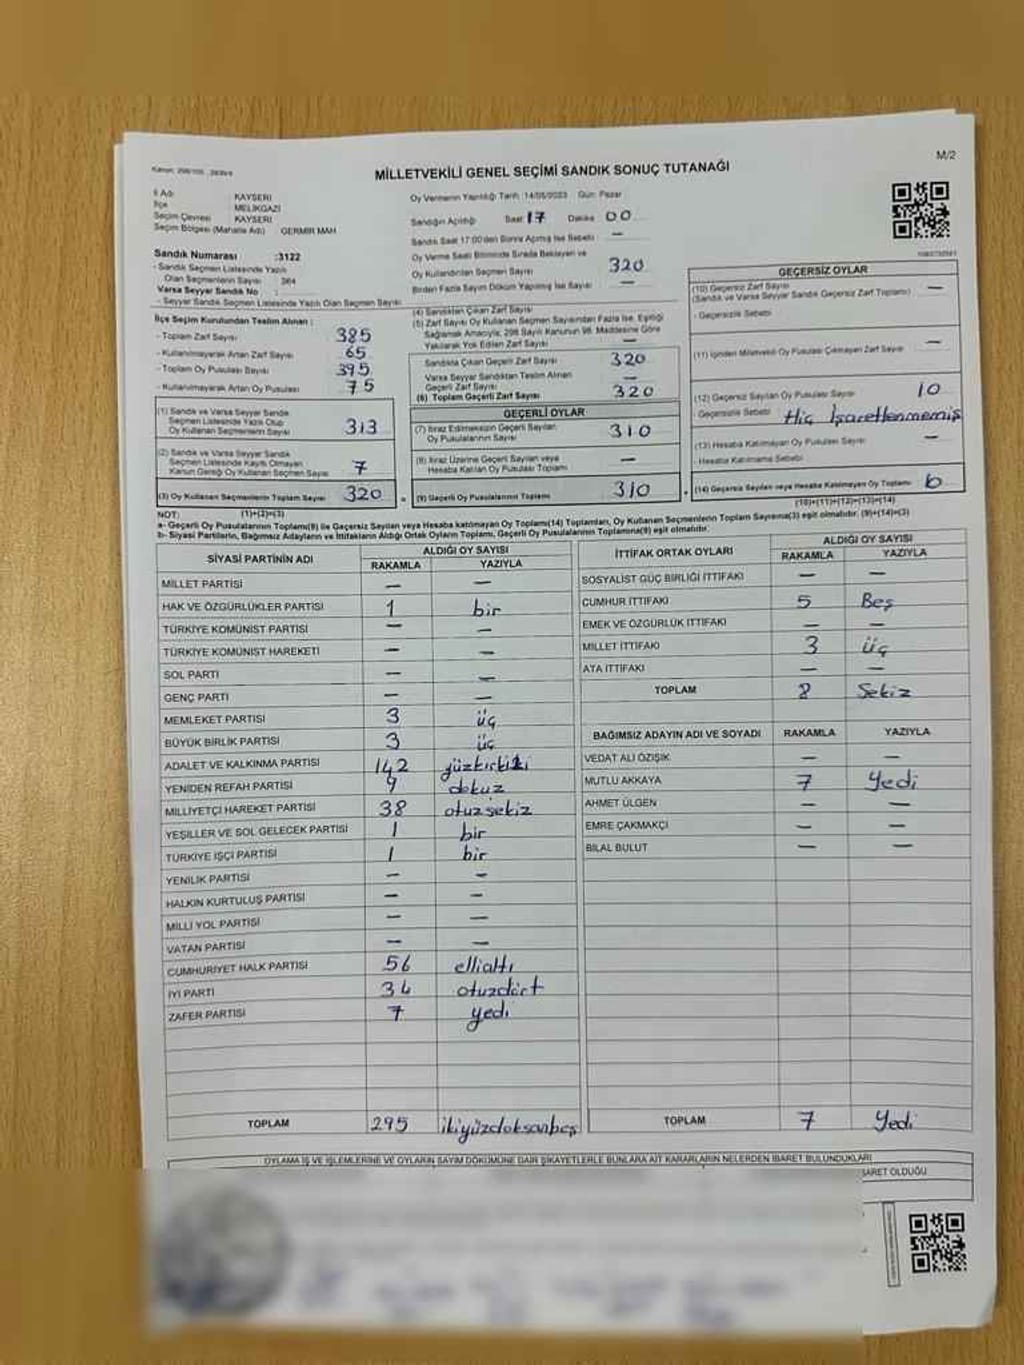 M/2
MİLLETVEKİLİ GENEL SEÇİMİ SANDIK SONUÇ TUTANAĞI
İl Adı KAYSERİ
İlçe MELİKGAZİ
Seçim Çevresi KAYSERİ
Seçim Bölgesi (Mahalle Adı) GERMİR MAH
Oy Vermenin Yapıldığı Tarih: 14/05/2023 Gün: Pazar
Sandığın Açıldığı Saat 17 Dakika 00
Sandık Saat 17:00'den Sonra Açılmış İse Sebebi —
Oy Verme Saati Bitiminde Sırada Bekleyen ve
Oy Kullandırılan Seçmen Sayısı 320
Birden Fazla Sayım Döküm Yapılmış İse Sayısı —
Sandık Numarası :3122
- Sandık Seçmen Listesinde Yazılı
Olan Seçmenlerin Sayısı : 364
Varsa Seyyar Sandık No :
- Seyyar Sandık Seçmen Listesinde Yazılı Olan Seçmen Sayısı
İlçe Seçim Kurulundan Teslim Alınan :
- Toplam Zarf Sayısı 385
- Kullanılmayarak Artan Zarf Sayısı 65
- Toplam Oy Pusulası Sayısı 395
- Kullanılmayarak Artan Oy Pusulası 75
(1) Sandık ve Varsa Seyyar Sandık
Seçmen Listesinde Yazılı Olup
Oy Kullanan Seçmenlerin Sayısı 313
(2) Sandık ve Varsa Seyyar Sandık
Seçmen Listesinde Kayıtlı Olmayan
Kanun Gereği Oy Kullanan Seçmen Sayısı 7
(3) Oy Kullanan Seçmenlerin Toplam Sayısı 320
(1)+(2)=(3)
(4) Sandıktan Çıkan Zarf Sayısı
(5) Zarf Sayısı Oy Kullanan Seçmen Sayısından Fazla İse, Eşitliği
Sağlamak Amacıyla, 298 Sayılı Kanunun 98. Maddesine Göre
Yakılarak Yok Edilen Zarf Sayısı —
Sandıkta Çıkan Geçerli Zarf Sayısı 320
Varsa Seyyar Sandıktan Teslim Alınan
Geçerli Zarf Sayısı —
(6) Toplam Geçerli Zarf Sayısı 320
GEÇERLİ OYLAR
(7) İtiraz Edilmeksizin Geçerli Sayılan
Oy Pusulalarının Sayısı 310
(8) İtiraz Üzerine Geçerli Sayılan veya
Hesaba Katılan Oy Pusulası Toplamı —
(9) Geçerli Oy Pusulalarının Toplamı 310
GEÇERSİZ OYLAR
(10) Geçersiz Zarf Sayısı —
(Sandık ve Varsa Seyyar Sandık Geçersiz Zarf Toplamı)
- Geçersizlik Sebebi
(11) İçinden Milletvekili Oy Pusulası Çıkmayan Zarf Sayısı —
(12) Geçersiz Sayılan Oy Pusulası Sayısı 10
- Geçersizlik Sebebi Hiç İşaretlenmemiş
(13) Hesaba Katılmayan Oy Pusulası Sayısı —
- Hesaba Katılmama Sebebi
(14) Geçersiz Sayılan veya Hesaba Katılmayan Oy Toplamı
(10)+(11)+(12)+(13)=(14)
NOT:
a- Geçerli Oy Pusulalarının Toplamı(9) ile Geçersiz Sayılan veya Hesaba katılmayan Oy Toplamı(14) Toplamları, Oy Kullanan Seçmenlerin Toplam Sayısına(3) eşit olmalıdır. (9)+(14)=(3)
b- Siyasi Partilerin, Bağımsız Adayların ve İttifakların Aldığı Ortak Oyların Toplamı, Geçerli Oy Pusulalarının Toplamına(9) eşit olmalıdır.
SİYASİ PARTİNİN ADI ALDIĞI OY SAYISI
RAKAMLA YAZIYLA
MİLLET PARTİSİ — —
HAK VE ÖZGÜRLÜKLER PARTİSİ 1 bir
TÜRKİYE KOMÜNİST PARTİSİ — —
TÜRKİYE KOMÜNİST HAREKETİ — —
SOL PARTİ — —
GENÇ PARTİ — —
MEMLEKET PARTİSİ 3 üç
BÜYÜK BİRLİK PARTİSİ 3 üç
ADALET VE KALKINMA PARTİSİ 142 yüzkırkiki
YENİDEN REFAH PARTİSİ 9 dokuz
MİLLİYETÇİ HAREKET PARTİSİ 38 otuzsekiz
YEŞİLLER VE SOL GELECEK PARTİSİ 1 bir
TÜRKİYE İŞÇİ PARTİSİ 1 bir
YENİLİK PARTİSİ — —
HALKIN KURTULUŞ PARTİSİ — —
MİLLİ YOL PARTİSİ — —
VATAN PARTİSİ — —
CUMHURİYET HALK PARTİSİ 56 ellialtı
İYİ PARTİ 34 otuzdört
ZAFER PARTİSİ 7 yedi
TOPLAM 295 ikiyüzdoksanbeş
İTTİFAK ORTAK OYLARI ALDIĞI OY SAYISI
RAKAMLA YAZIYLA
SOSYALİST GÜÇ BİRLİĞİ İTTİFAKI — —
CUMHUR İTTİFAKI 5 Beş
EMEK VE ÖZGÜRLÜK İTTİFAKI — —
MİLLET İTTİFAKI 3 üç
ATA İTTİFAKI — —
TOPLAM 8 Sekiz
BAĞIMSIZ ADAYIN ADI VE SOYADI RAKAMLA YAZIYLA
VEDAT ALİ ÖZIŞIK — —
MUTLU AKKAYA 7 Yedi
AHMET ÜLGEN — —
EMRE ÇAKMAKÇI — —
BİLAL BULUT — —
TOPLAM 7 Yedi
OYLAMA İŞ VE İŞLEMLERİNE VE OYLARIN SAYIM DÖKÜMÜNE DAİR ŞİKAYETLERLE BUNLARA AİT KARARLARIN NELERDEN İBARET BULUNDUKLARI
OLDUĞU